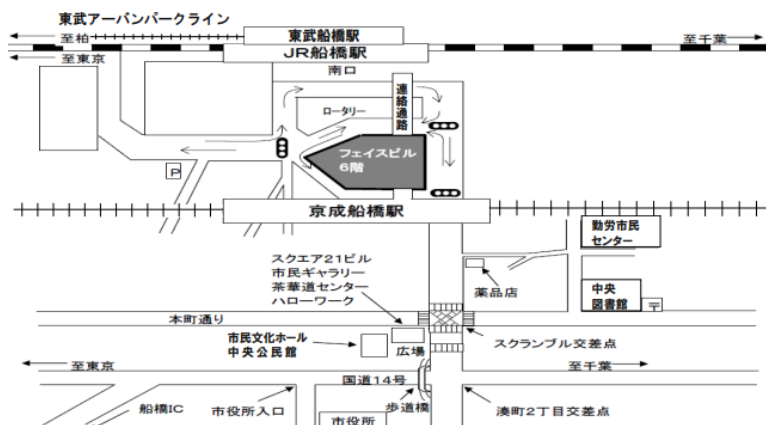 東武アーバンパークライン
東武船橋駅
至柏
至千葉
JR船橋駅
至東京
南口
連絡通路
ロータリー
フェイスビル
6階
P
京成船橋駅
勤労市民
センター
スクエア21ビル
市民ギャラリー
茶華道センター
ハローワーク
薬品店
中央
図書館
〒
本町通り
市民文化ホール
中央公民館
広場
スクランブル交差点
至東京
至千葉
国道14号
船橋IC
市役所入口
歩道橋
市役所
湊町2丁目交差点